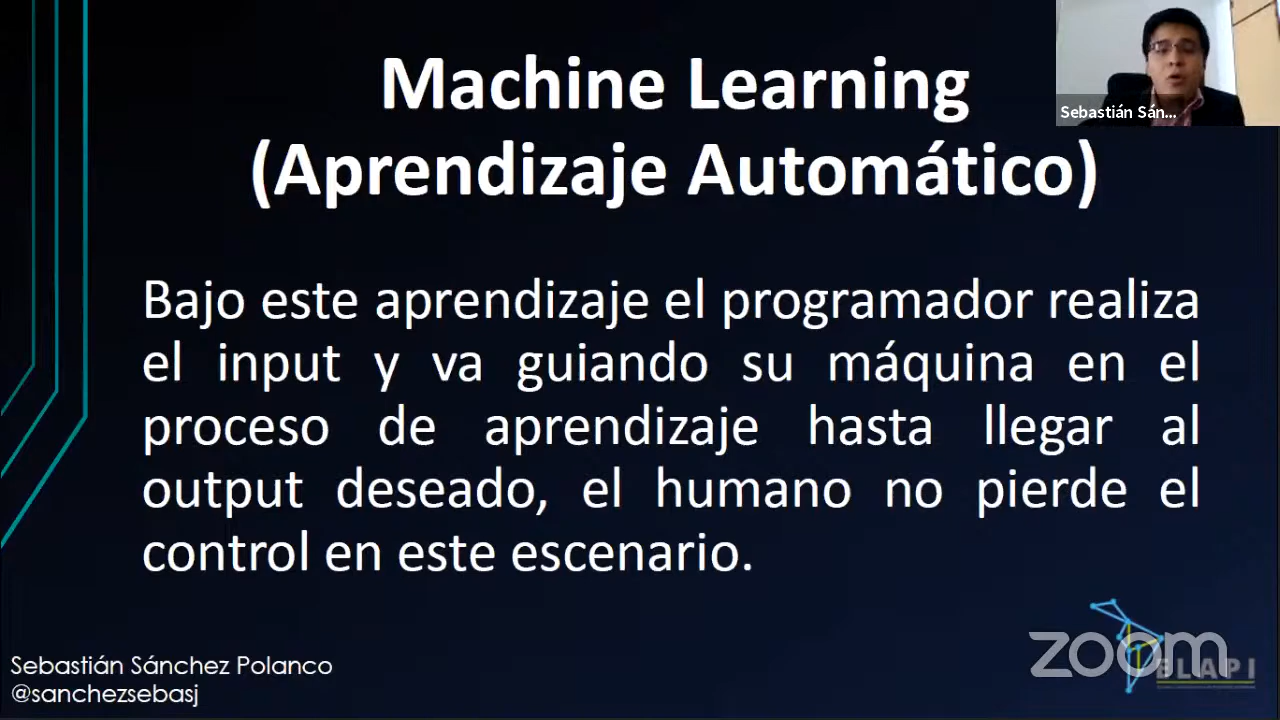 Machine Learning
(Aprendizaje Automático)
Sebastián Sán...
Bajo este aprendizaje el programador realiza
el input y va guiando su máquina en el
proceso de aprendizaje hasta llegar al
output deseado, el humano no pierde el
control en este escenario.
Sebastián Sánchez Polanco
@sanchezsebasj
zoom
ELAPI